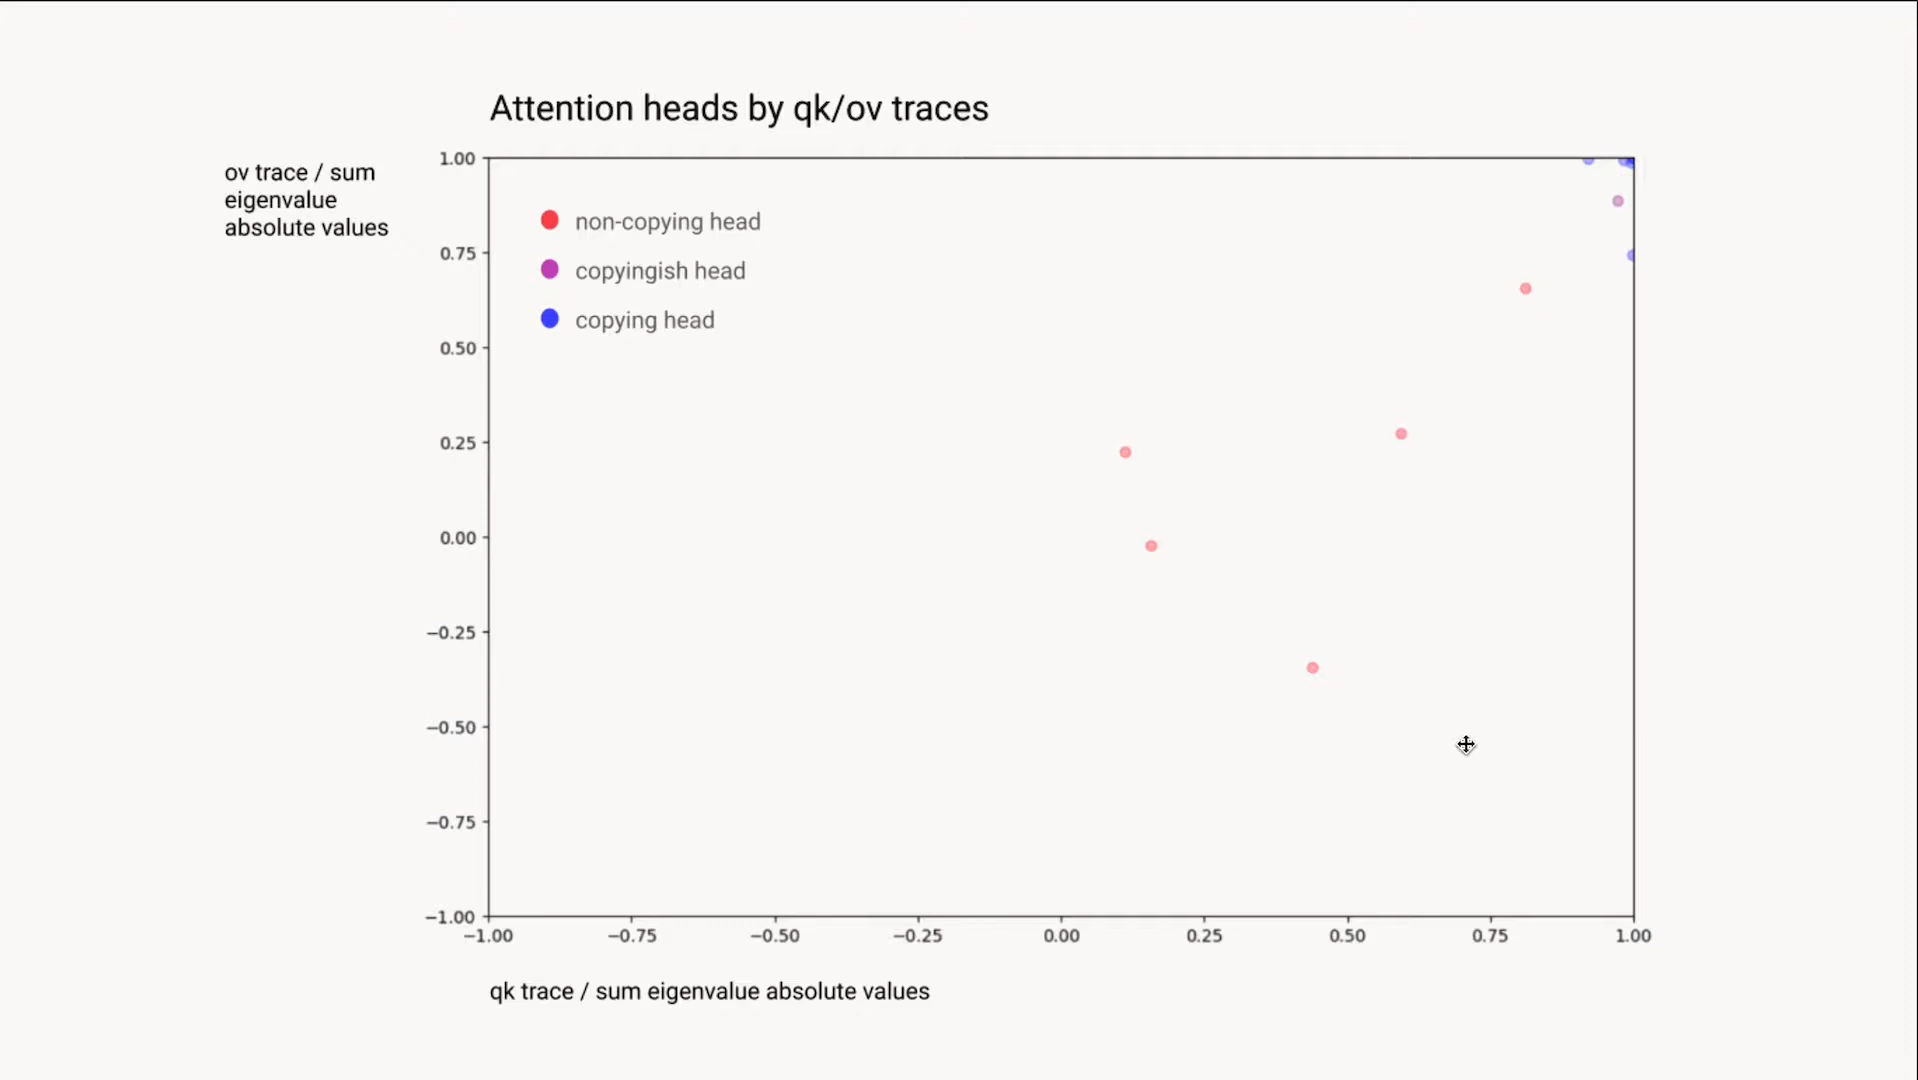 Attention heads by qk/ov traces
ov trace / sum
eigenvalue
absolute values
1.00
0.75
0.50
0.25
0.00
−0.25
−0.50
−0.75
−1.00
non-copying head
copyingish head
copying head
−1.00 −0.75 −0.50 −0.25 0.00 0.25 0.50 0.75 1.00
qk trace / sum eigenvalue absolute values